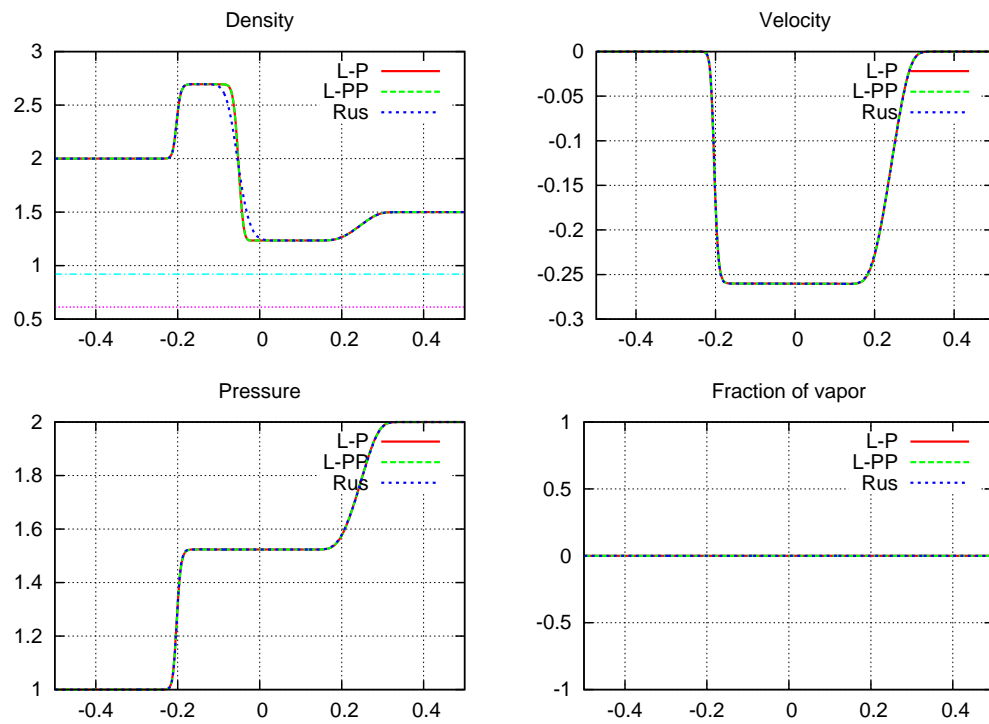 Density
3
2.5
2
1.5
1
0.5
-0.4
-0.2
0
0.2
0.4
L-P
L-PP
Rus
Velocity
0
-0.05
-0.1
-0.15
-0.2
-0.25
-0.3
-0.4
-0.2
0
0.2
0.4
L-P
L-PP
Rus
Pressure
2
1.8
1.6
1.4
1.2
1
-0.4
-0.2
0
0.2
0.4
L-P
L-PP
Rus
Fraction of vapor
1
0.5
0
-0.5
-1
-0.4
-0.2
0
0.2
0.4
L-P
L-PP
Rus